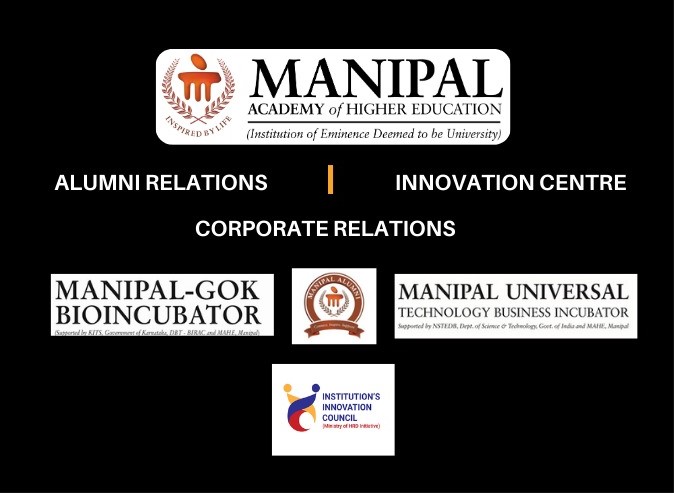 MANIPAL
ACADEMY of HIGHER EDUCATION
(Institution of Eminence Deemed to be University)
INSPIRED BY LIFE
ALUMNI RELATIONS
INNOVATION CENTRE
CORPORATE RELATIONS
MANIPAL-GOK
BIOINCUBATOR
(Supported by KITS, Government of Karnataka, DBT - BIRAC and MAHE, Manipal)
MANIPAL ALUMNI
MANIPAL UNIVERSAL
TECHNOLOGY BUSINESS INCUBATOR
Supported by NSTEDB, Dept. of Science & Technology, Govt. of India and MAHE, Manipal
INSTITUTION'S
INNOVATION
COUNCIL
(Ministry of HRD Initiative)